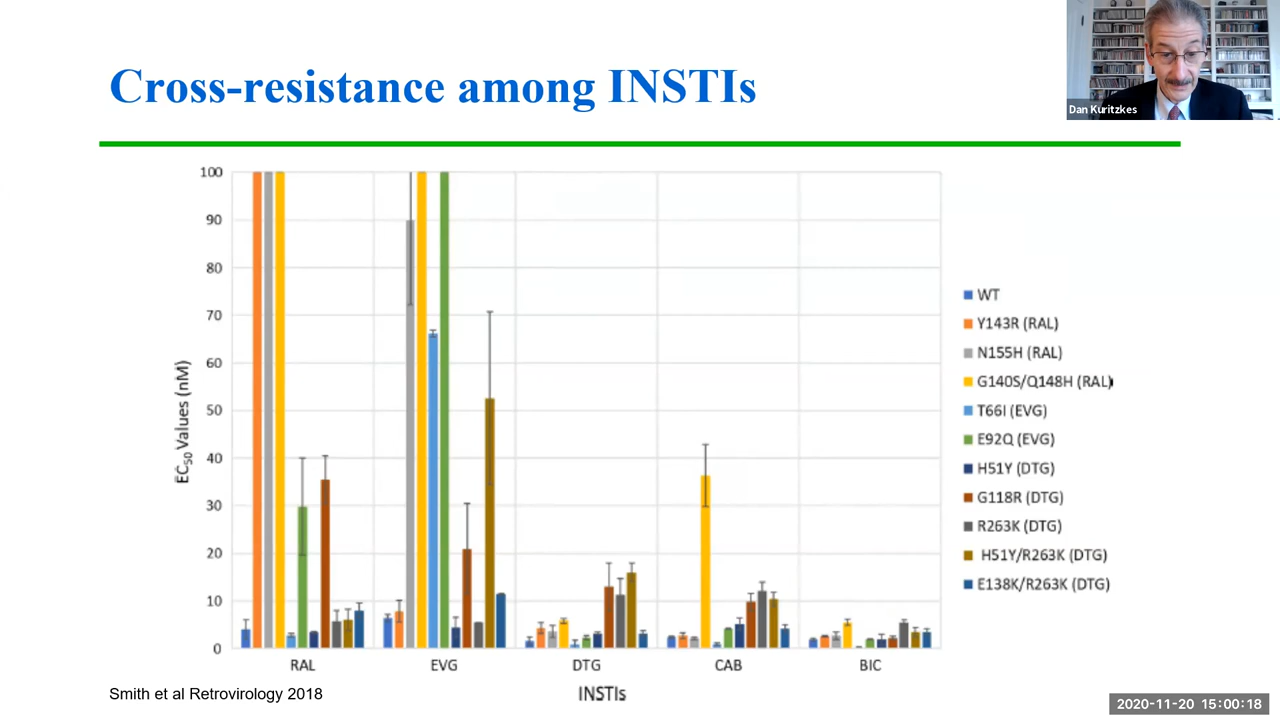 Cross-resistance among INSTIs
Dan Kuritzkes
100
90
80
70
60
50
40
30
20
10
0
EC50 Values (nM)
RAL
EVG
DTG
CAB
BIC
INSTIs
WT
Y143R (RAL)
N155H (RAL)
G140S/Q148H (RAL)
T66I (EVG)
E92Q (EVG)
H51Y (DTG)
G118R (DTG)
R263K (DTG)
H51Y/R263K (DTG)
E138K/R263K (DTG)
Smith et al Retrovirology 2018
2020-11-20 15:00:18